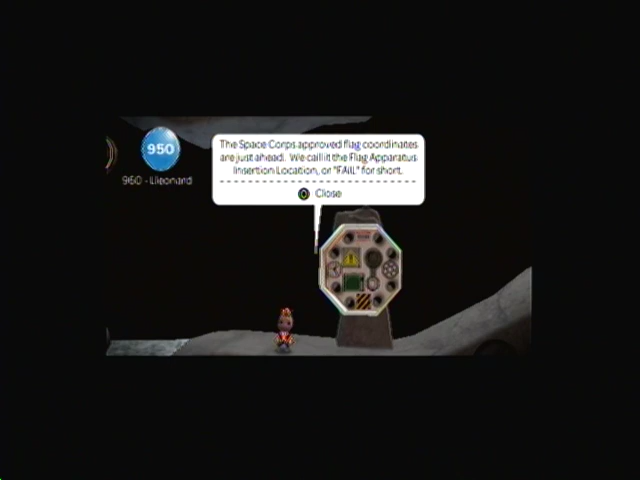 The Space Corps approved flag coordinates
are just ahead. We call it the Flag Apparatus
Insertion Location, or "FAIL" for short.
Close
950
960 - Weonard